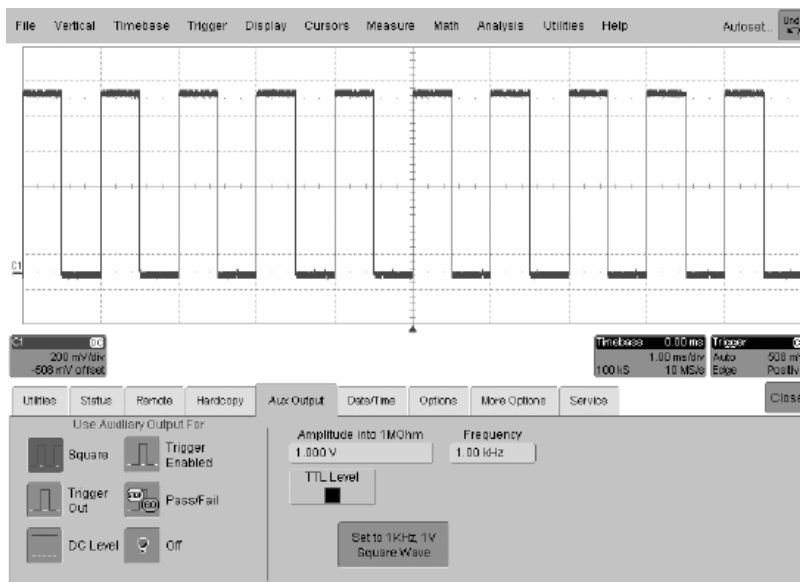 File Vertical Timebase Trigger Display Cursors Measure Math Analysis Utilities Help Autoset...
C1
C1 DC
200 mV/div
-508 mV offset
Timebase 0.00 ms
1.00 ms/div
100 kS 10 MS/s
Trigger
Auto 508 m
Edge Positiv
Utilities Status Remote Hardcopy Aux Output Date/Time Options More Options Service Close
Use Auxiliary Output For
Square
Trigger Enabled
Trigger Out
Pass/Fail
DC Level
Off
Amplitude into 1MOhm
1.000 V
Frequency
1.00 kHz
TTL Level
Set to 1KHz, 1V
Square Wave